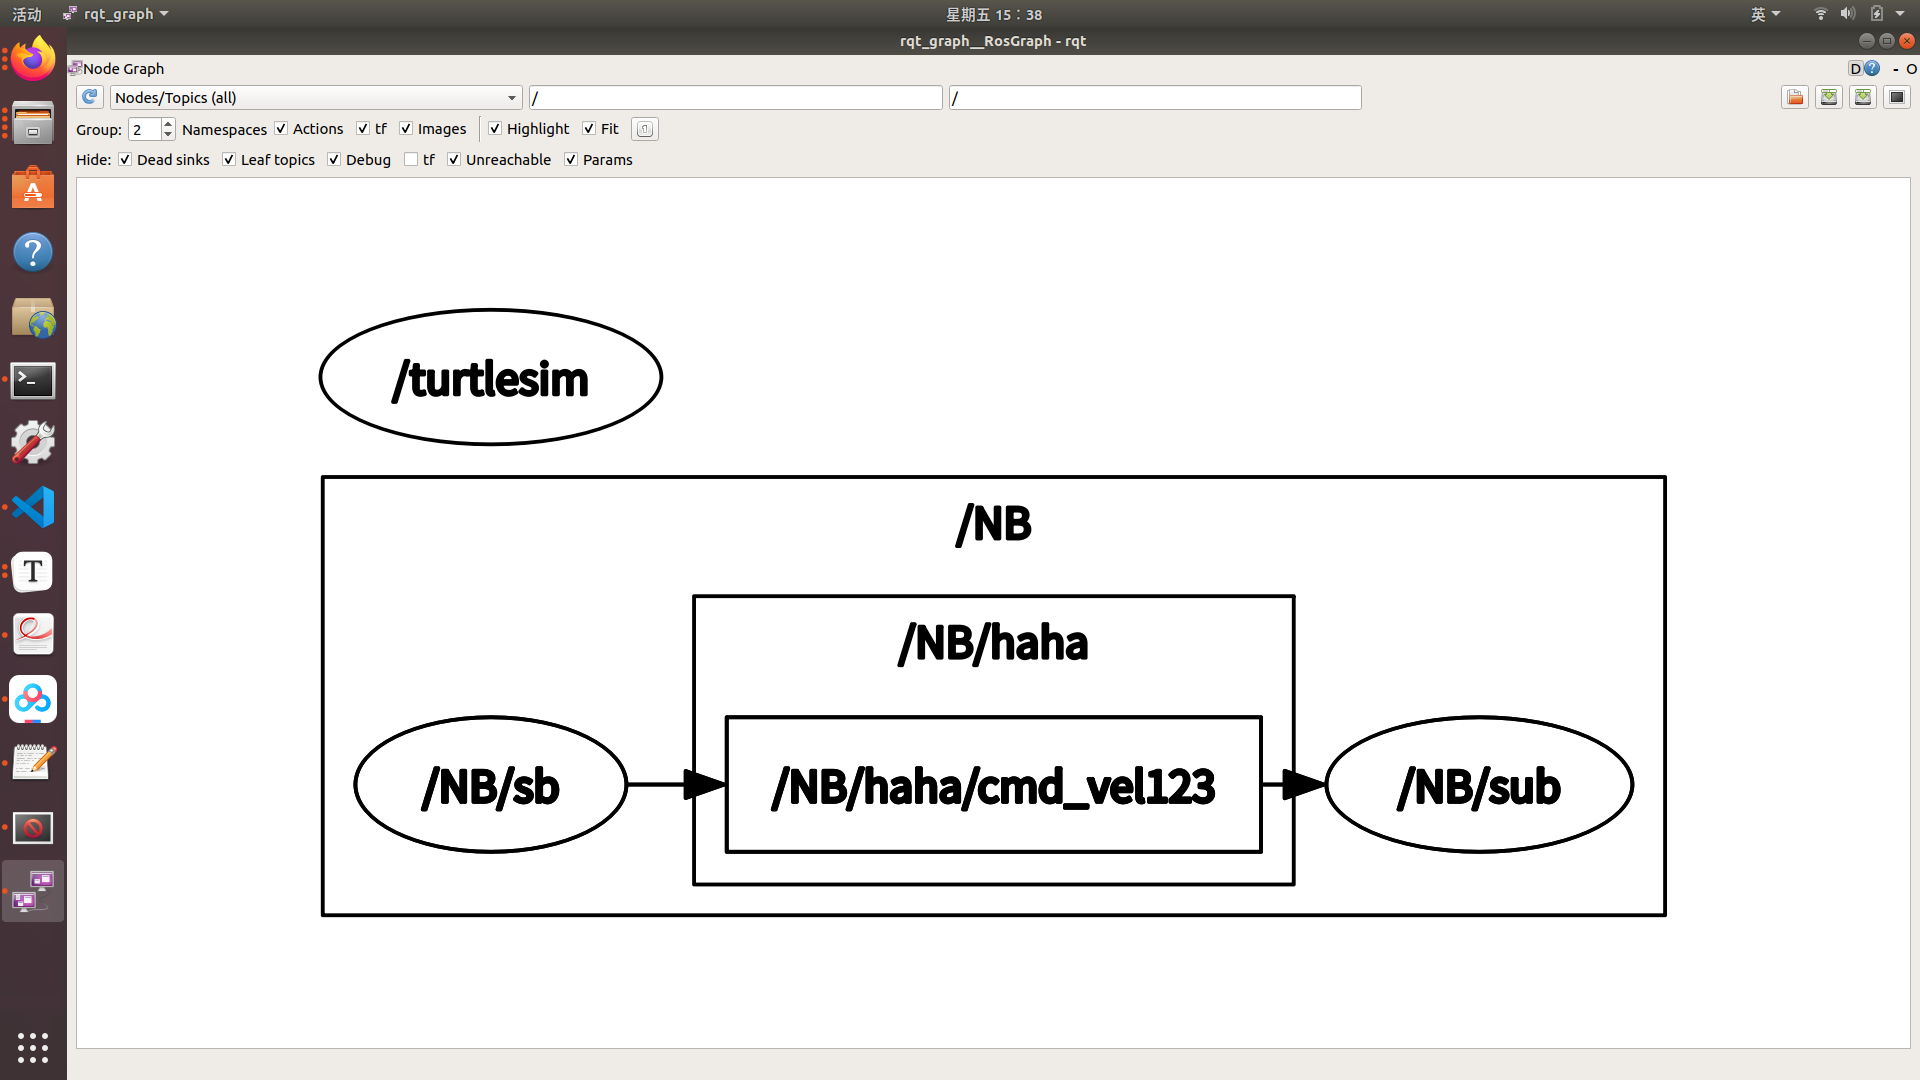 活动 rqt_graph 星期五 15：38 英
rqt_graph__RosGraph - rqt
Node Graph D - O
Nodes/Topics (all) / /
Group: 2 Namespaces Actions tf Images Highlight Fit
Hide: Dead sinks Leaf topics Debug tf Unreachable Params
/turtlesim
/NB
/NB/haha
/NB/sb /NB/haha/cmd_vel123 /NB/sub